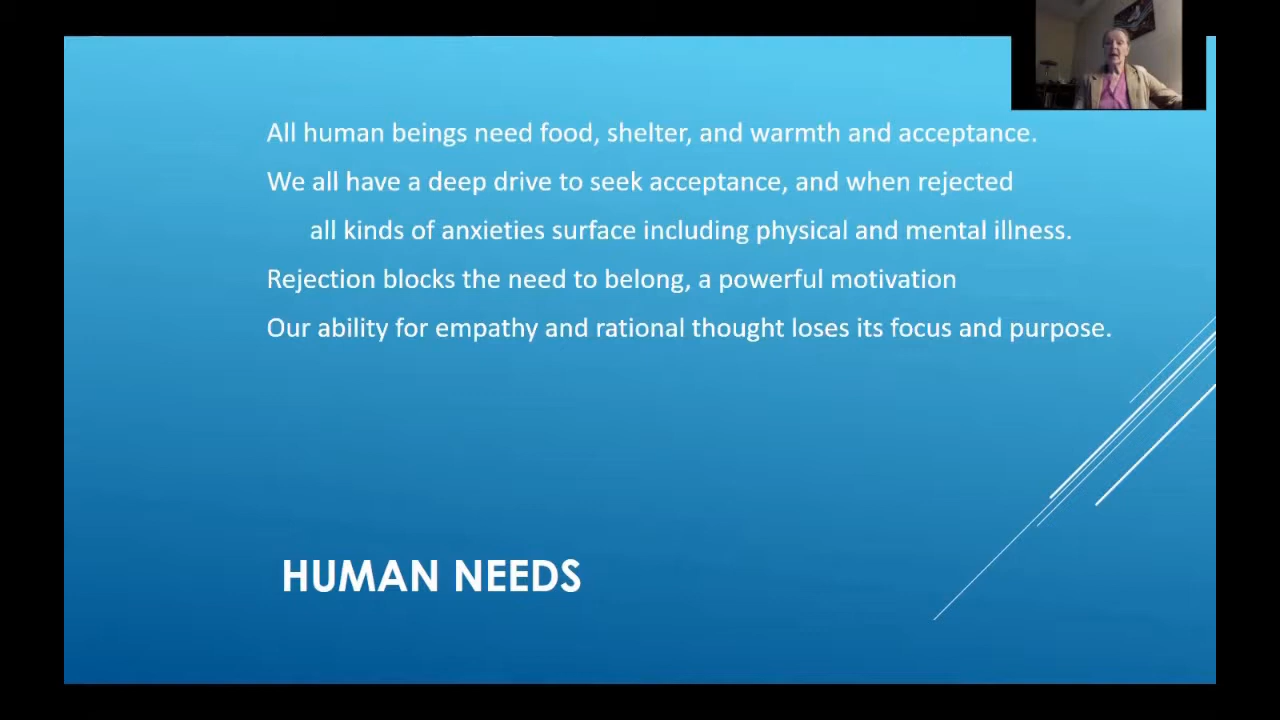 All human beings need food, shelter, and warmth and acceptance.
We all have a deep drive to seek acceptance, and when rejected
all kinds of anxieties surface including physical and mental illness.
Rejection blocks the need to belong, a powerful motivation
Our ability for empathy and rational thought loses its focus and purpose.
HUMAN NEEDS